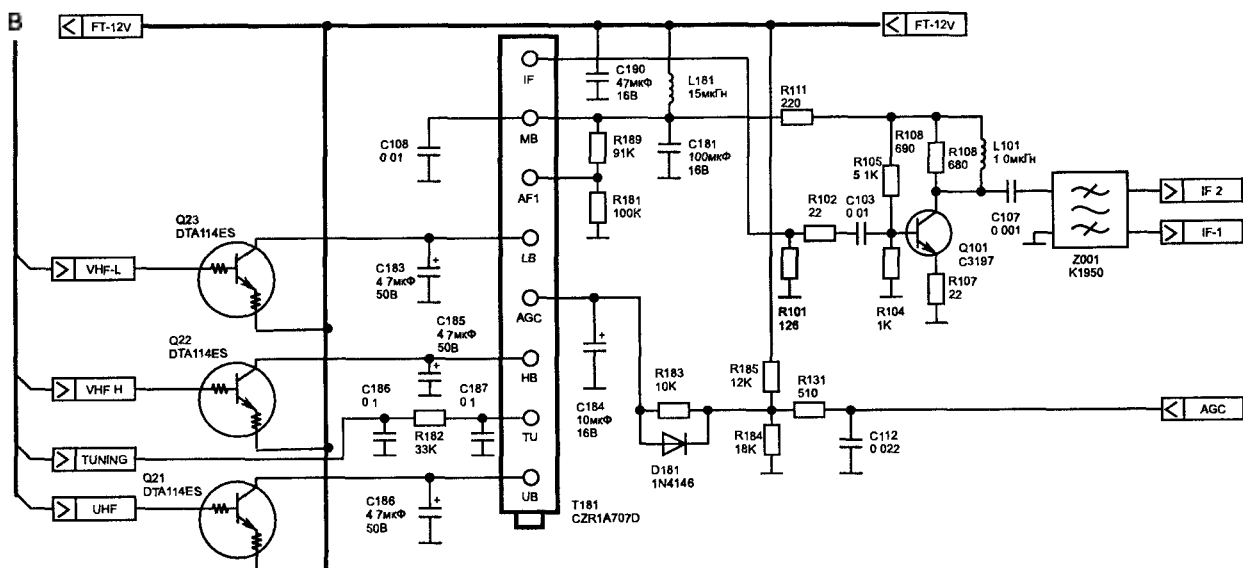 B
FT-12V
FT-12V
IF
C190
47мкФ
16В
L181
15мкГн
R111
220
MB
C108
0 01
R189
91K
C181
100мкФ
16В
R108
690
R108
680
L101
1 0мкГн
R105
5 1K
AF1
R181
100K
R102
22
C103
0 01
C107
0 001
IF 2
IF-1
Z001
K1950
Q23
DTA114ES
VHF-L
C183
4 7мкФ
50В
LB
Q101
C3197
R107
22
R101
126
R104
1K
AGC
Q22
DTA114ES
C185
4 7мкФ
50В
VHF H
HB
C186
0 1
R182
33K
C187
0 1
C184
10мкФ
16В
R183
10K
R185
12K
R131
510
AGC
TU
TUNING
D181
1N4146
R184
18K
C112
0 022
Q21
DTA114ES
UHF
C186
4 7мкФ
50В
UB
T181
CZR1A707D